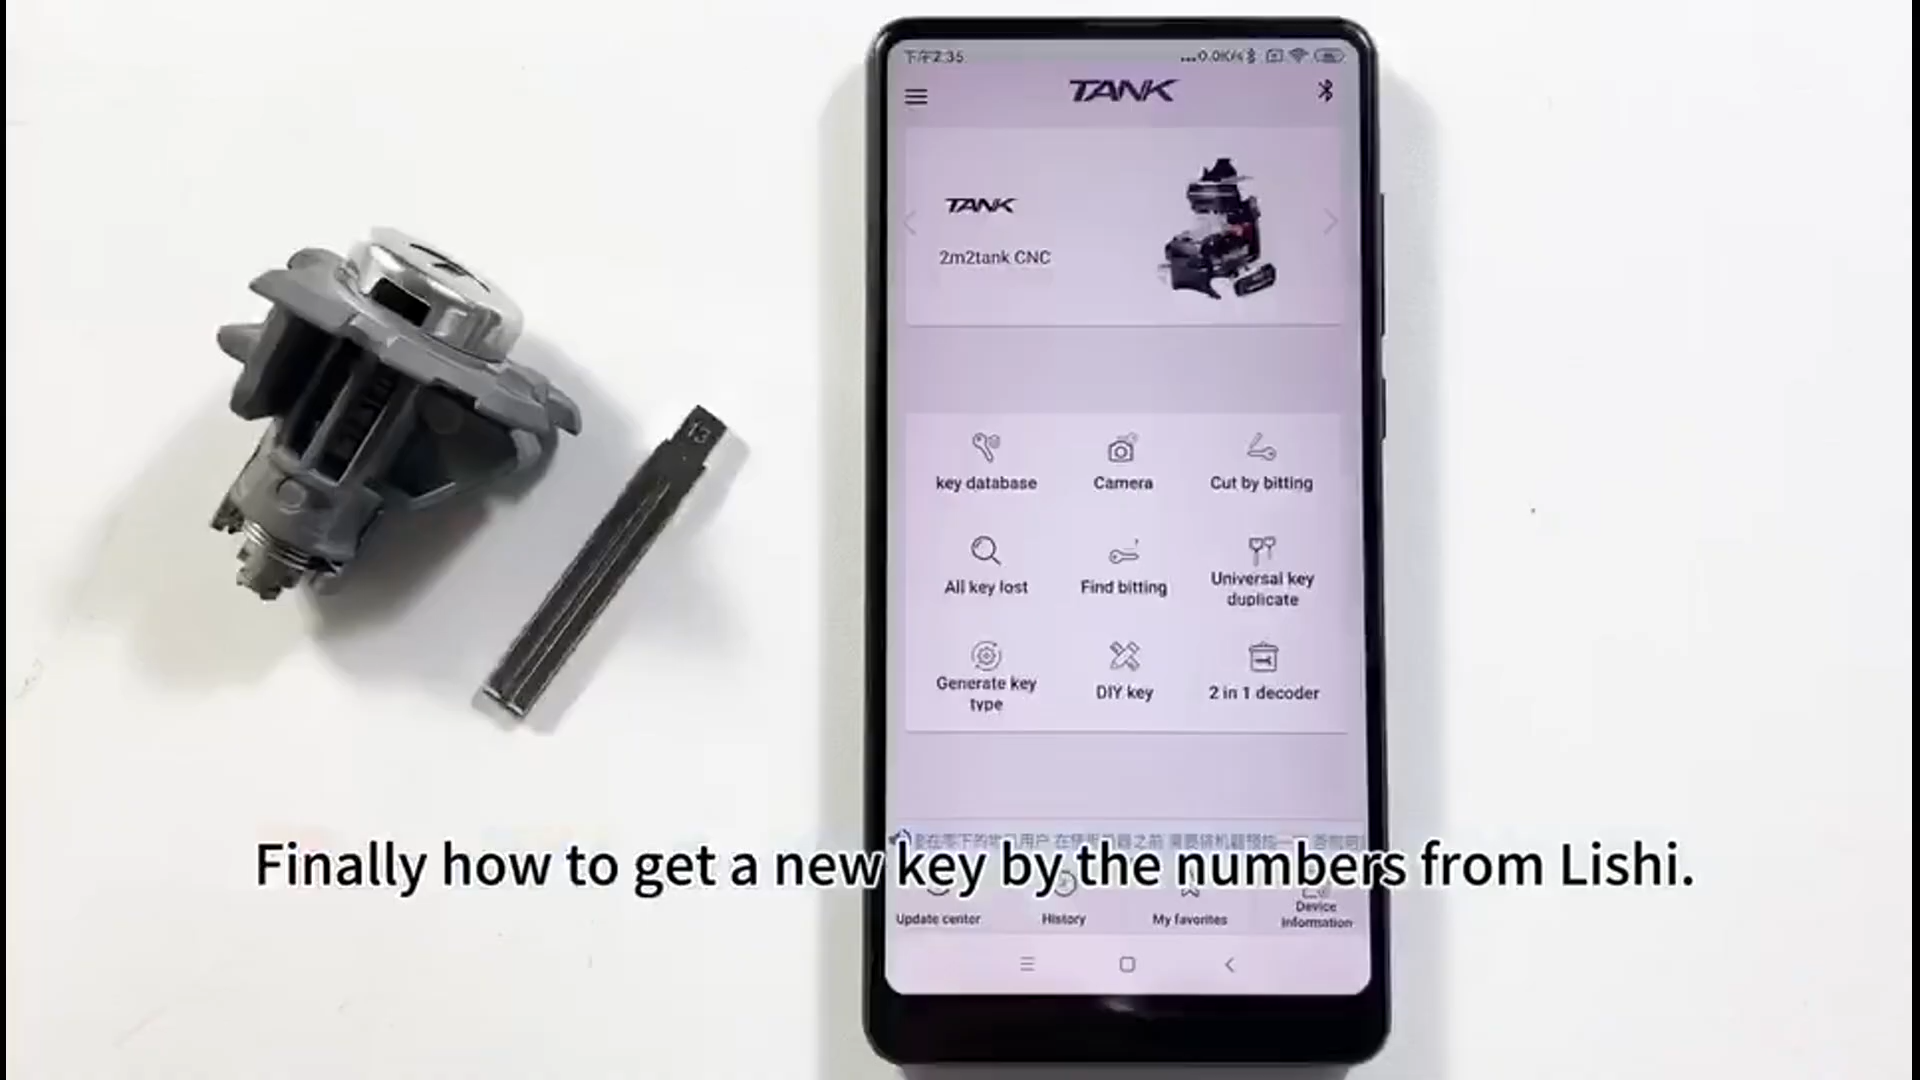 下午2:35
...0.0K/s
TANK
TANK
2m2tank CNC
13
key database
Camera
Cut by bitting
All key lost
Find bitting
Universal key
duplicate
Generate key
type
DIY key
2 in 1 decoder
Finally how to get a new key by the numbers from Lishi.
Update center
History
My favorites
Device
information